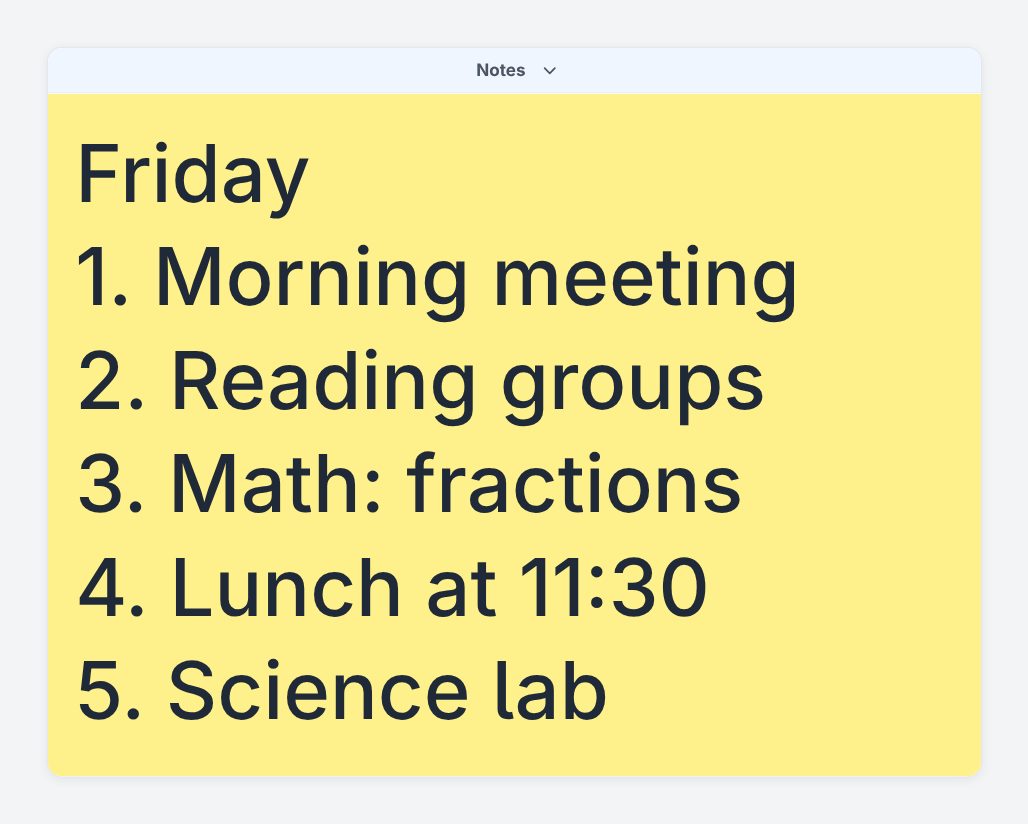 Notes
Friday
1. Morning meeting
2. Reading groups
3. Math: fractions
4. Lunch at 11:30
5. Science lab